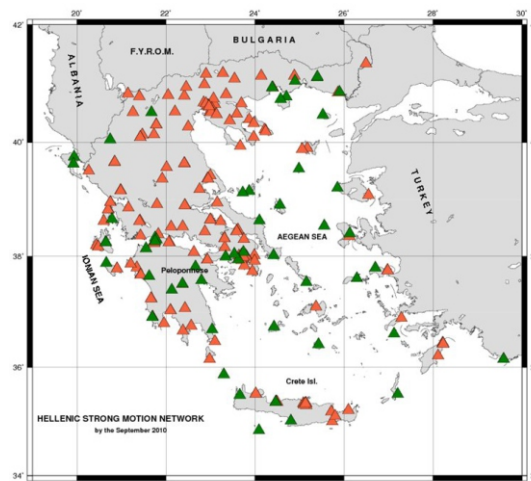 20˚ 22˚ 24˚ 26˚ 28˚ 30˚
42˚
BULGARIA
F.Y.R.O.M.
ALBANIA
40˚
TURKEY
AEGEAN SEA
38˚
Peloponnese
IONIAN SEA
36˚
Crete Isl.
HELLENIC STRONG MOTION NETWORK
by the September 2010
34˚